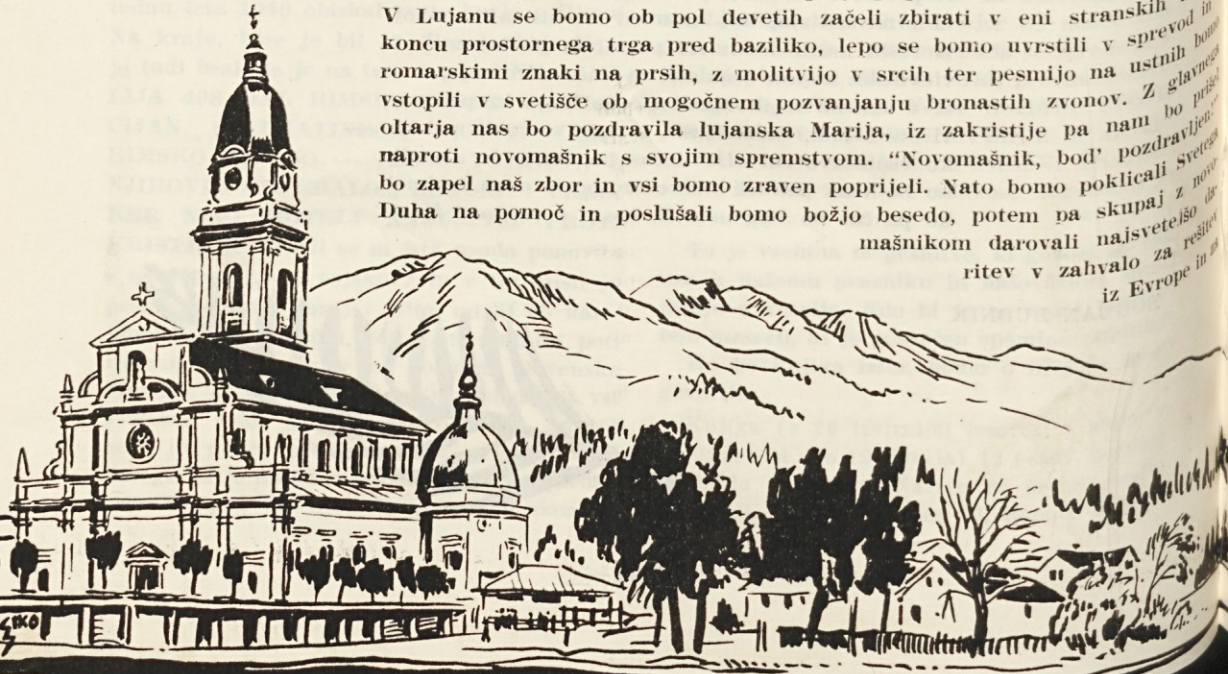 V Lujanu se bomo ob pol devetih začeli zbirati v eni stranskih
koncu prostornega trga pred baziliko, lepo se bomo uvrstili v sprevod in
romarskimi znaki na prsih, z molitvijo v srcih ter pesmijo na ustnih bomo
vstopili v svetišče ob mogočnem pozvanjanju bronastih zvonov. Z glavnega
oltarja nas bo pozdravila lujanska Marija, iz zakristije pa nam bo prišel
naproti novomašnik s svojim spremstvom. “Novomašnik, bod’ pozdravljen,
bo zapel naš zbor in vsi bomo zraven poprijeli. Nato bomo poklicali Svetega
Duha na pomoč in poslušali bomo božjo besedo, potem pa skupaj z novo-
mašnikom darovali najsvetejšo da-
ritev v zahvalo za rešitev
iz Evrope in